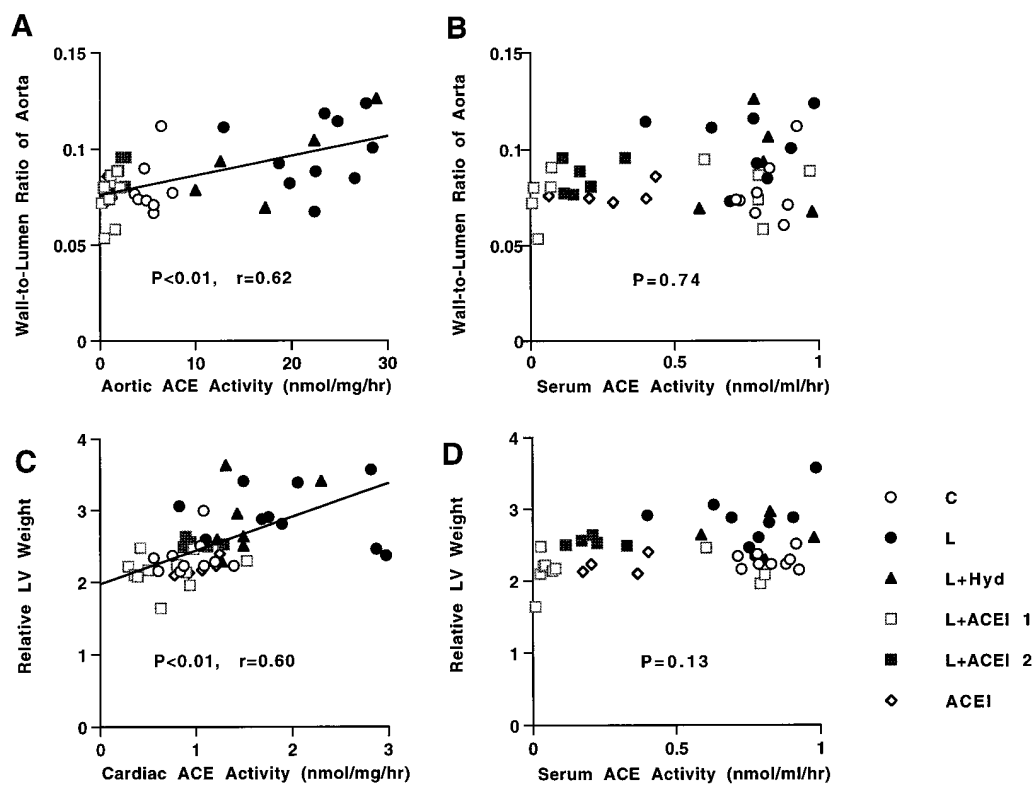 A
B
0.15
0.1
0.05
0
Wall-to-Lumen Ratio of Aorta
P<0.01, r=0.62
0 10 20 30
Aortic ACE Activity (nmol/mg/hr)
0.15
0.1
0.05
0
Wall-to-Lumen Ratio of Aorta
P=0.74
0 0.5 1
Serum ACE Activity (nmol/ml/hr)
C
D
4
3
2
1
0
Relative LV Weight
P<0.01, r=0.60
0 1 2 3
Cardiac ACE Activity (nmol/mg/hr)
4
3
2
1
0
Relative LV Weight
P=0.13
0 0.5 1
Serum ACE Activity (nmol/ml/hr)
C
L
L+Hyd
L+ACEI 1
L+ACEI 2
ACEI